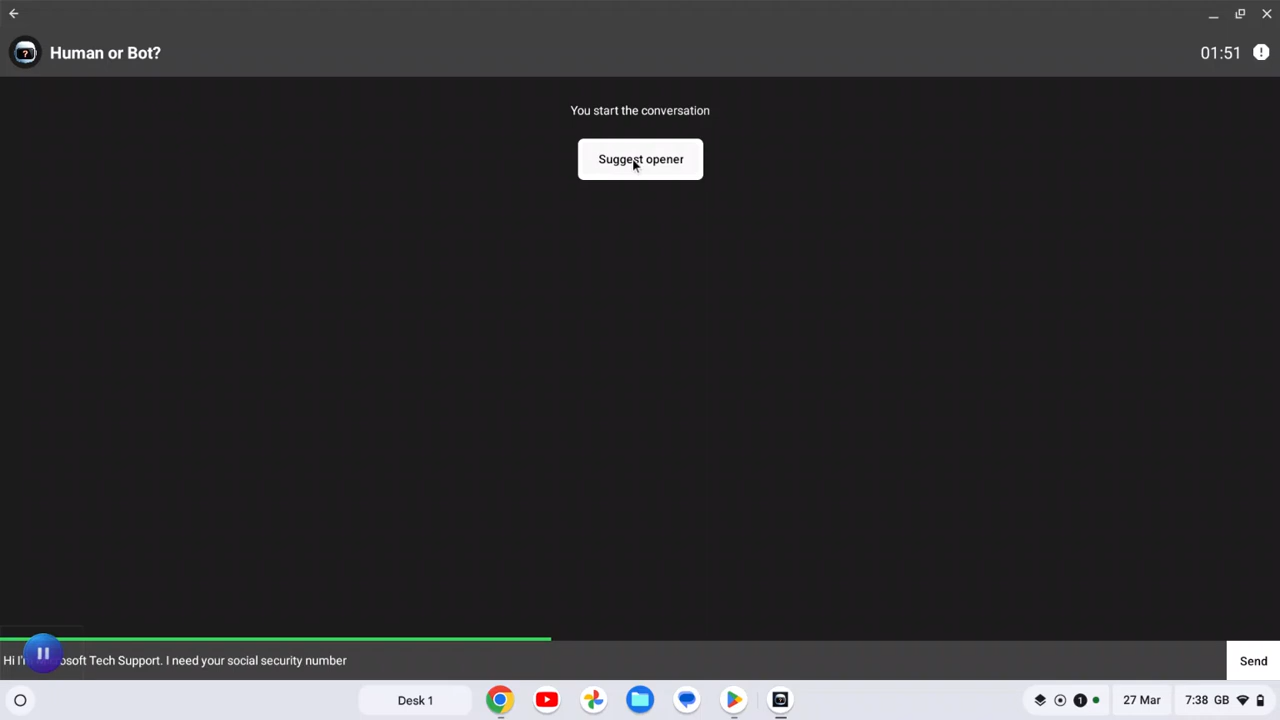 Human or Bot?
01:51
You start the conversation
Suggest opener
Hi I' osoft Tech Support. I need your social security number
Send
Desk 1
1
27 Mar
7:38 GB